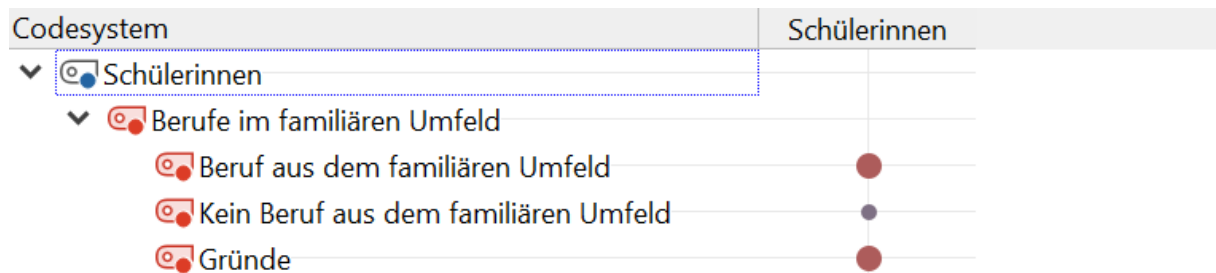 Codesystem Schülerinnen
Schülerinnen
Berufe im familiären Umfeld
Beruf aus dem familiären Umfeld
Kein Beruf aus dem familiären Umfeld
Gründe